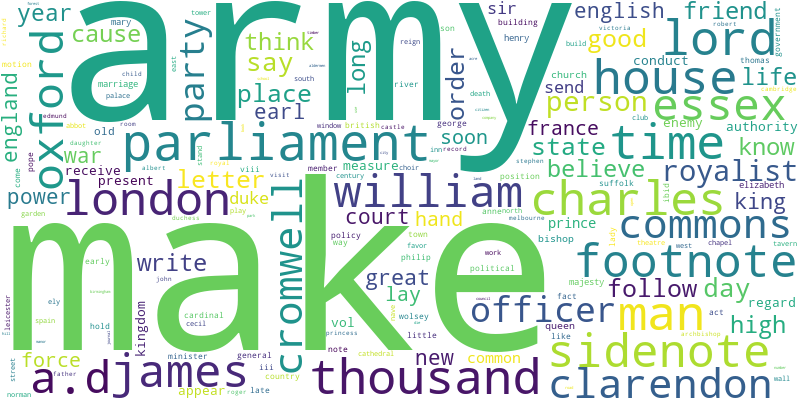 army
make
parliament
london
william
charles
time
house
essex
lord
commons
footnote
sidenote
man
thousand
clarendon
officer
james
a.d
cromwell
oxford
royalist
party
year
cause
think
say
place
earl
long
order
sir
english
friend
good
life
person
send
conduct
france
state
believe
authority
know
king
england
war
power
letter
duke
write
court
hand
great
lay
follow
day
high
regard
new
common
force
appear
kingdom
vol
soon
measure
prince
bishop
queen
enemy
church
henry
building
mary
tower
old
receive
present
viii
british
george
member
policy
way
town
philip
political
wolsey
little
note
cathedral
princess
favor
cardinal
cecil
minister
general
iii
country
late
roger
father
street
norman
spain
hold
ely
john
early
garden
leicester
pope
come
daughter
edmund
abbot
motion
child
marriage
palace
room
east
south
river
reign
son
death
window
castle
inn
record
choir
century
visit
albert
stand
duchess
play
anne
north
melbourne
position
suffolk
stephen
club
build
victoria
robert
thomas
government
cambridge
elizabeth
ibid
lady
theatre
west
chapel
tavern
majesty
fact
act
like
work
archbishop
wall
birmingham